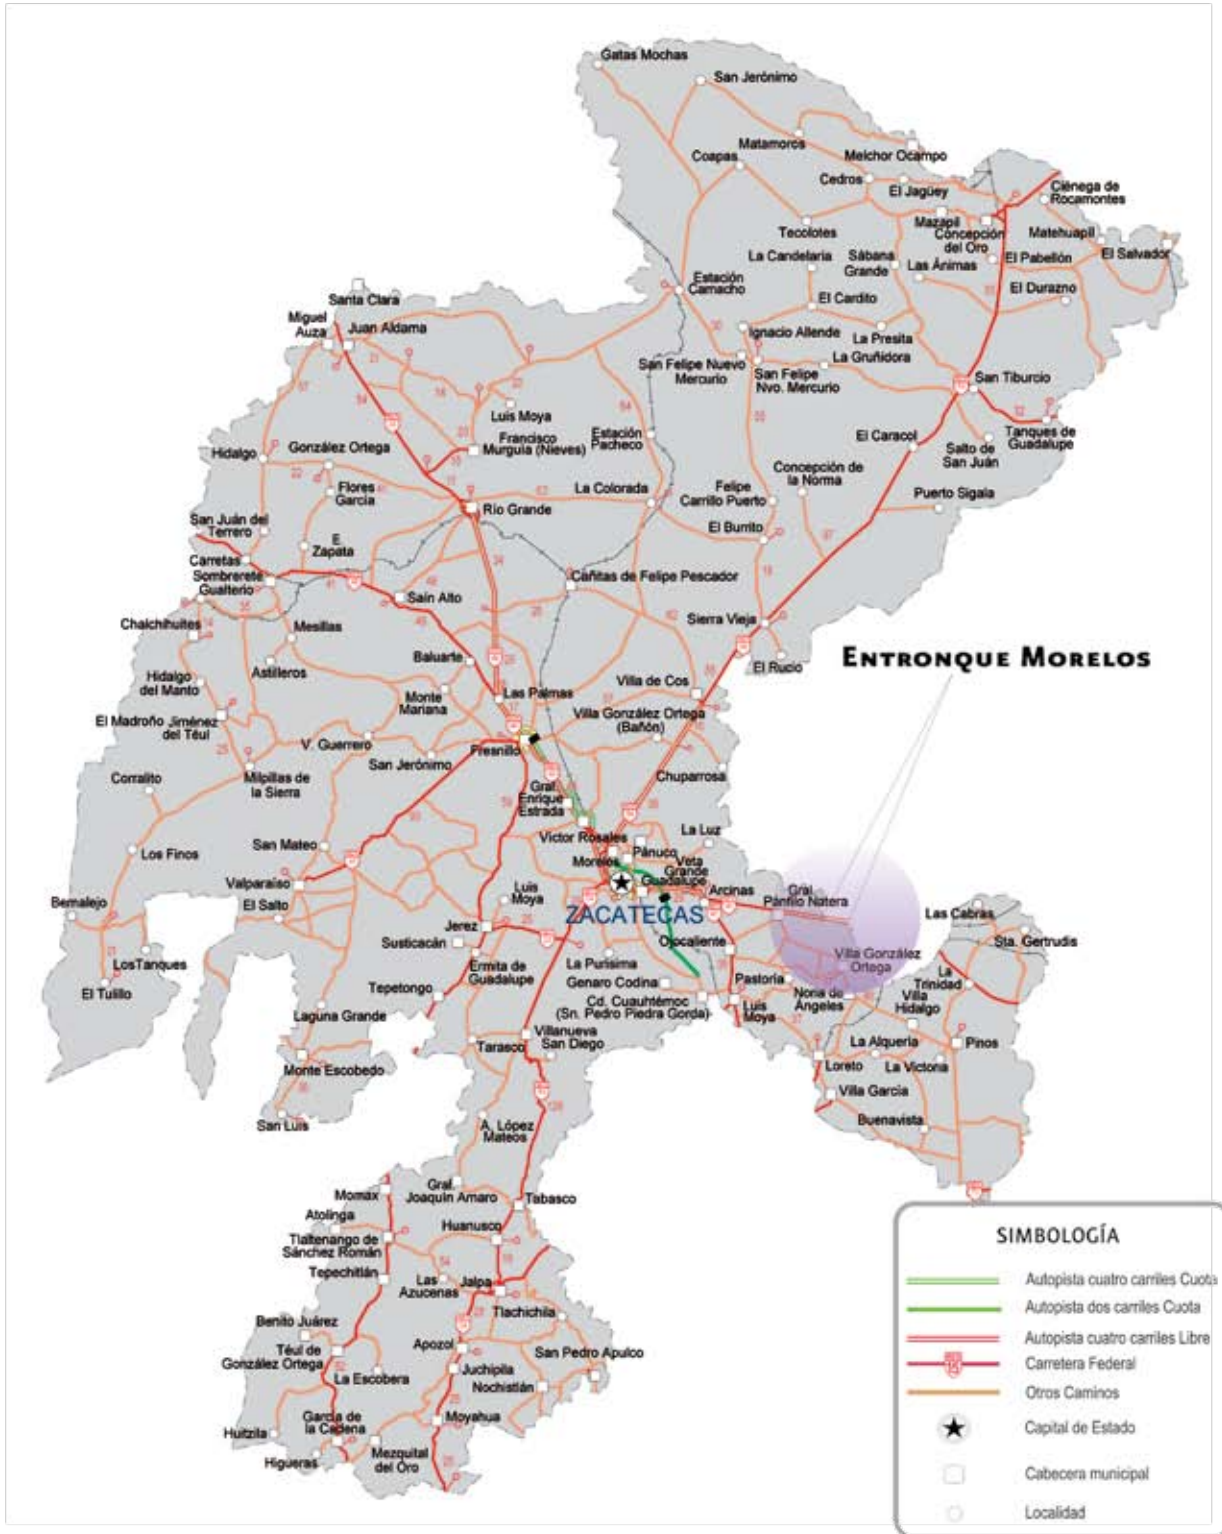 Gatas Mochas
San Jerónimo
Matamoros
Melchor Ocampo
Coapas
Cedros
El Jagüey
Ciénega de
Rocamontes
Mazapil
Concepción
del Oro
Matehuapil
El Salvador
Tecolotes
La Candelaria
Sábana
Grande
Las Ánimas
El Pabellón
El Durazno
Estación
Camacho
El Cardito
Santa Clara
Miguel
Auza
Juan Aldama
Ignacio Allende
La Presita
San Felipe Nuevo
Mercurio
San Felipe
Nvo. Mercurio
La Gruñidora
San Tiburcio
Luis Moya
Francisco
Murguía (Nieves)
Estación
Pacheco
El Caracol
Salto de
San Juán
Tanques de
Guadalupe
Hidalgo
González Ortega
Flores
García
La Colorada
Felipe
Carrillo Puerto
Concepción de
la Norma
Puerto Sigala
San Juán del
Terrero
Río Grande
El Burrito
E.
Zapata
Carretas
Sombrerete
Gualterio
Saín Alto
Cañitas de Felipe Pescador
Chalchihuites
Mesillas
Sierra Vieja
El Rucio
ENTRONQUE MORELOS
Astilleros
Baluarte
Hidalgo
del Manto
Monte
Mariana
Las Palmas
Villa de Cos
El Madroño
Jiménez
del Téul
Villa González Ortega
(Bañón)
V. Guerrero
San Jerónimo
Fresnillo
Corralito
Milpillas de
la Sierra
Chuparrosa
Gral.
Enrique
Estrada
Los Finos
San Mateo
Victor Rosales
La Luz
Pánuco
Morelos
Veta
Grande
Guadalupe
Valparaíso
El Salto
Bernalejo
Luis
Moya
ZACATECAS
Arcinas
Gral.
Pánfilo Natera
Las Cabras
Sta. Gertrudis
Jerez
Susticacán
Ermita de
Guadalupe
Ojocaliente
La Purísima
Villa González
Ortega
LosTanques
El Tulillo
Tepetongo
Genaro Codina
Pastoria
Noria de
Ángeles
La
Trinidad
Villa
Hidalgo
Cd. Cuauhtémoc
(Sn. Pedro Piedra Gorda)
Luis
Moya
Laguna Grande
Villanueva
San Diego
Tarasco
Monte Escobedo
La Alquería
Pinos
Loreto
La Victoria
Villa García
Buenavista
San Luis
A. López
Mateos
Momax
Gral.
Joaquín Amaro
Tabasco
Atolinga
Huanusco
Tlaltenango de
Sánchez Román
Tepechitlán
Las
Azucenas
Jalpa
Tlachichila
Benito Juárez
Téul de
González Ortega
Apozol
San Pedro Apulco
La Escobera
Juchipila
Nochistlán
Huitzila
García de
la Cadena
Moyahua
Higueras
Mezquital
del Oro
SIMBOLOGÍA
Autopista cuatro carriles Cuota
Autopista dos carriles Cuota
Autopista cuatro carriles Libre
Carretera Federal
Otros Caminos
Capital de Estado
Cabecera municipal
Localidad